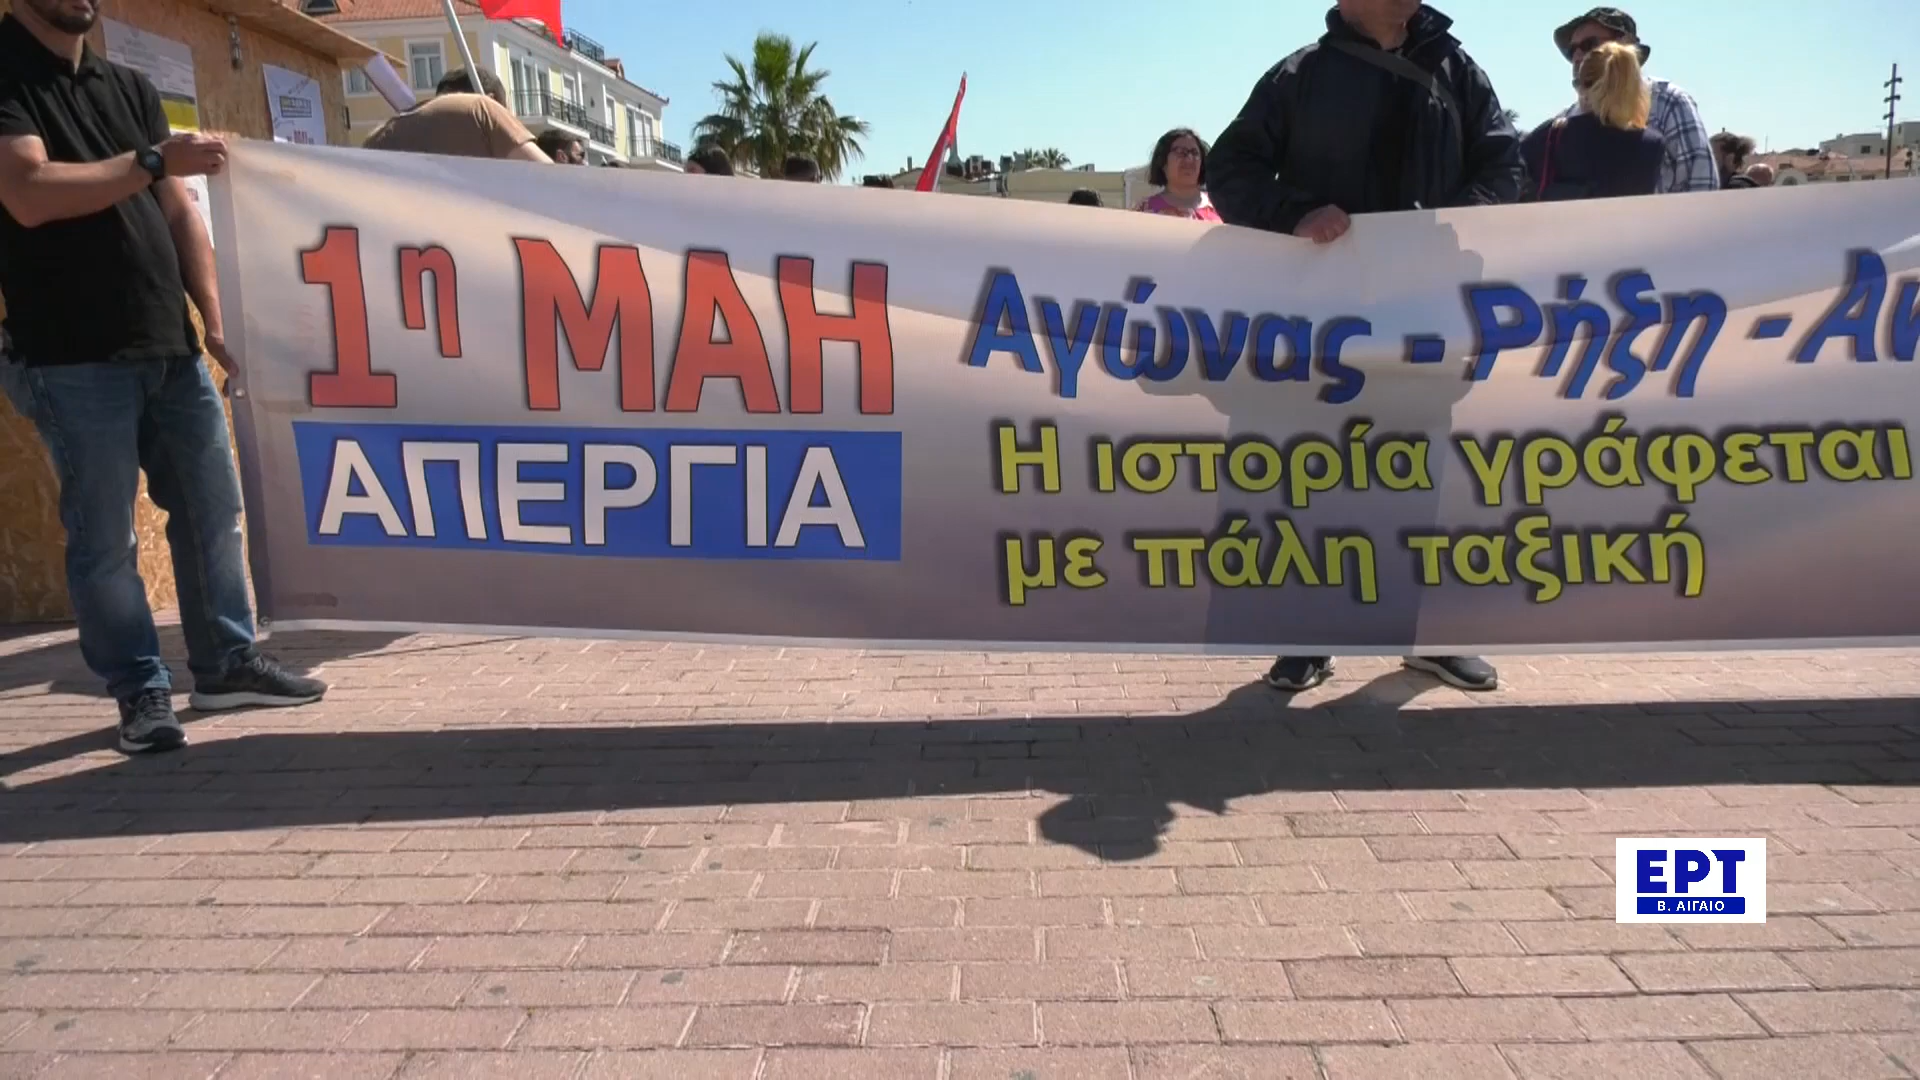 1η ΜΑΗ
ΑΠΕΡΓΙΑ
Αγώνας - Ρήξη -
Η ιστορία γράφεται
με πάλη ταξική
ΕΡΤ
Β. ΑΙΓΑΙΟ